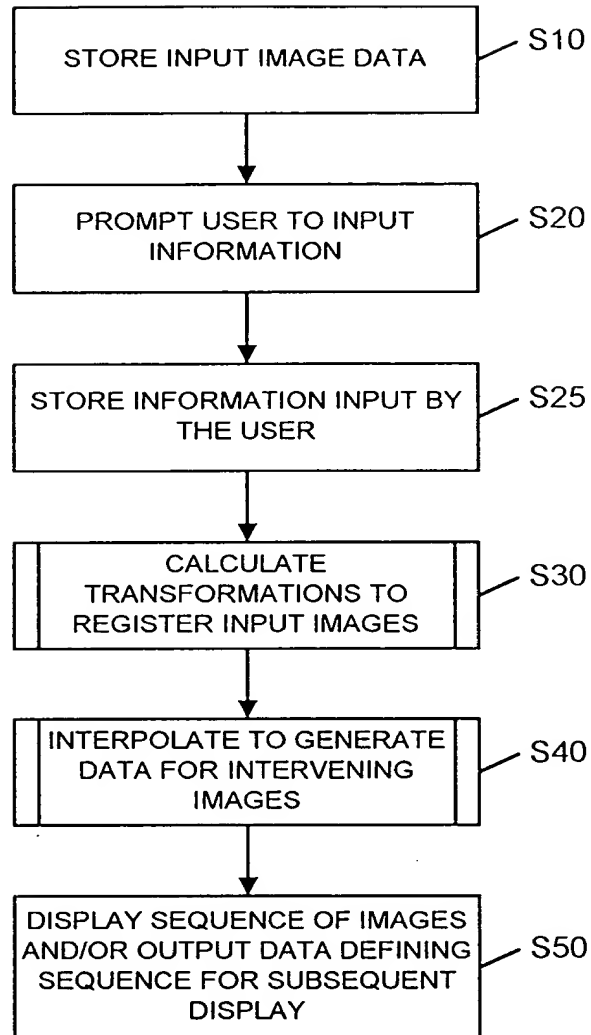 STORE INPUT IMAGE DATA
S10
PROMPT USER TO INPUT
INFORMATION
S20
STORE INFORMATION INPUT BY
THE USER
S25
CALCULATE
TRANSFORMATIONS TO
REGISTER INPUT IMAGES
S30
INTERPOLATE TO GENERATE
DATA FOR INTERVENING
IMAGES
S40
DISPLAY SEQUENCE OF IMAGES
AND/OR OUTPUT DATA DEFINING
SEQUENCE FOR SUBSEQUENT
DISPLAY
S50